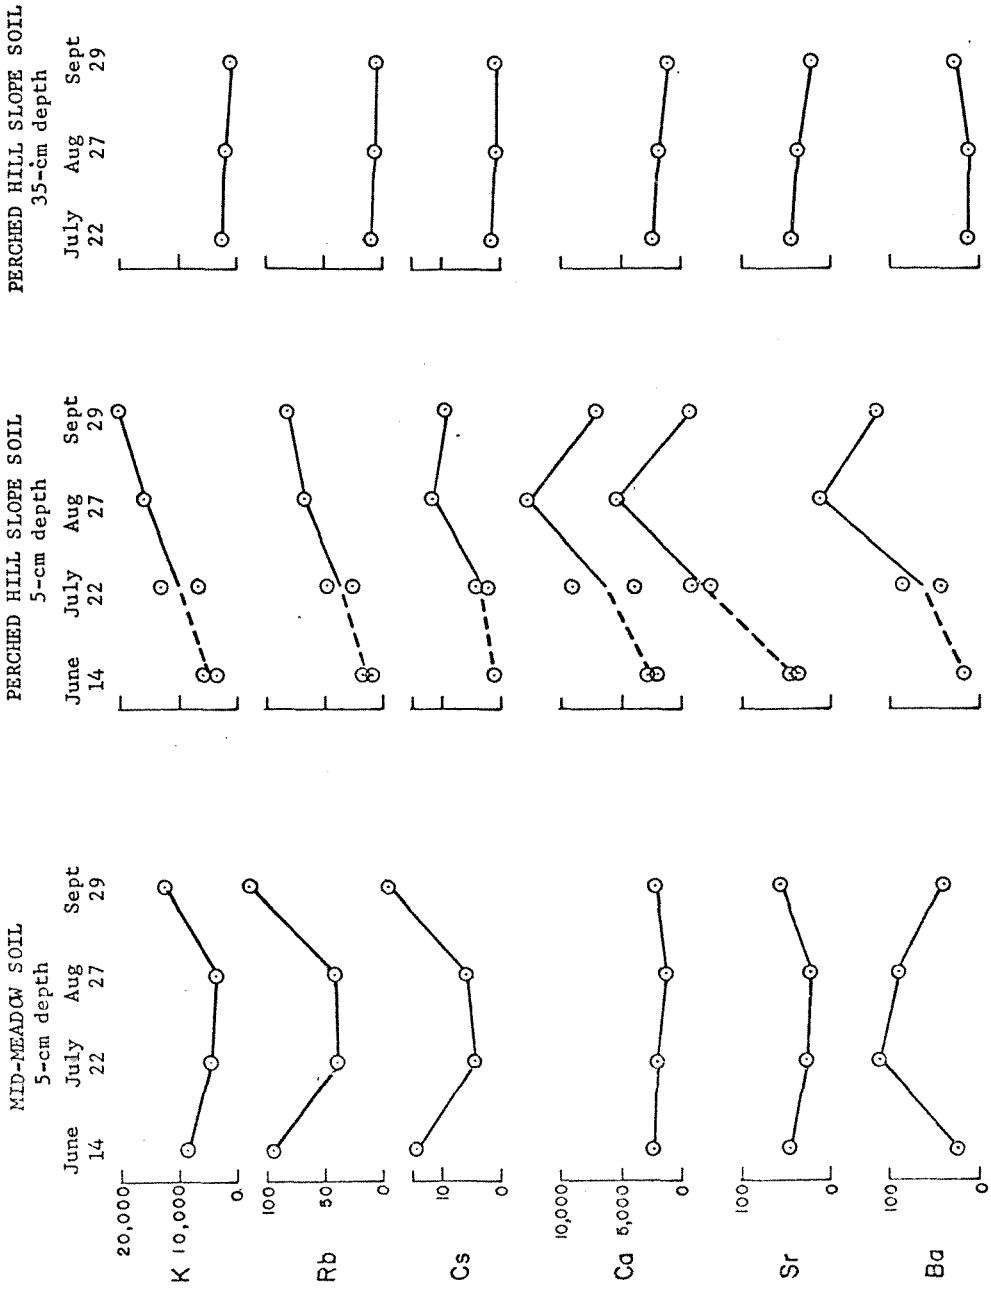 MID-MEADOW SOIL
5-cm depth
June July Aug Sept
14 22 27 29
PERCHED HILL SLOPE SOIL
5-cm depth
June July Aug Sept
14 22 27 29
PERCHED HILL SLOPE SOIL
35-cm depth
July Aug Sept
22 27 29
20,000
K 10,000
0
100
Rb 50
0
Cs 10
0
10,000
Ca 5,000
0
100
Sr
0
100
Ba
0